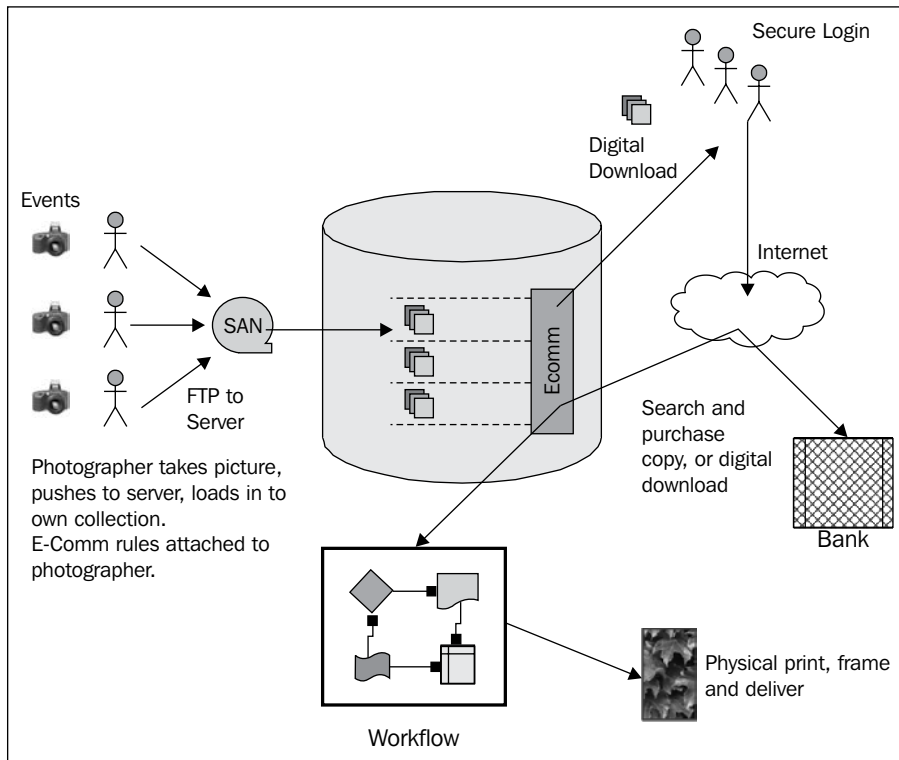 Secure Login
Digital
Download
Events
Internet
SAN
Ecomm
FTP to
Server
Search and
purchase
copy, or digital
download
Photographer takes picture,
pushes to server, loads in to
own collection.
E-Comm rules attached to
photographer.
Bank
Physical print, frame
and deliver
Workflow